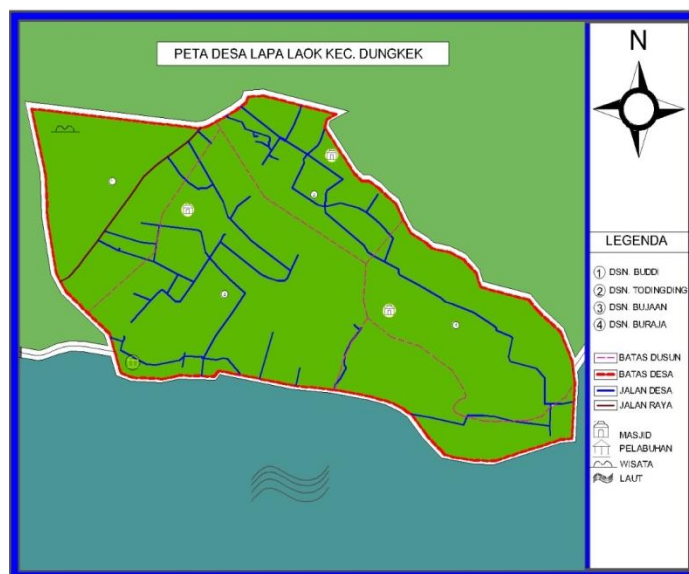 PETA DESA LAPA LAOK KEC. DUNGKEK
N
LEGENDA
1 DSN. BUDDI
2 DSN. TODINGDING
3 DSN. BUJAAN
4 DSN. BURAJA
BATAS DUSUN
BATAS DESA
JALAN DESA
JALAN RAYA
MASJID
PELABUHAN
WISATA
LAUT